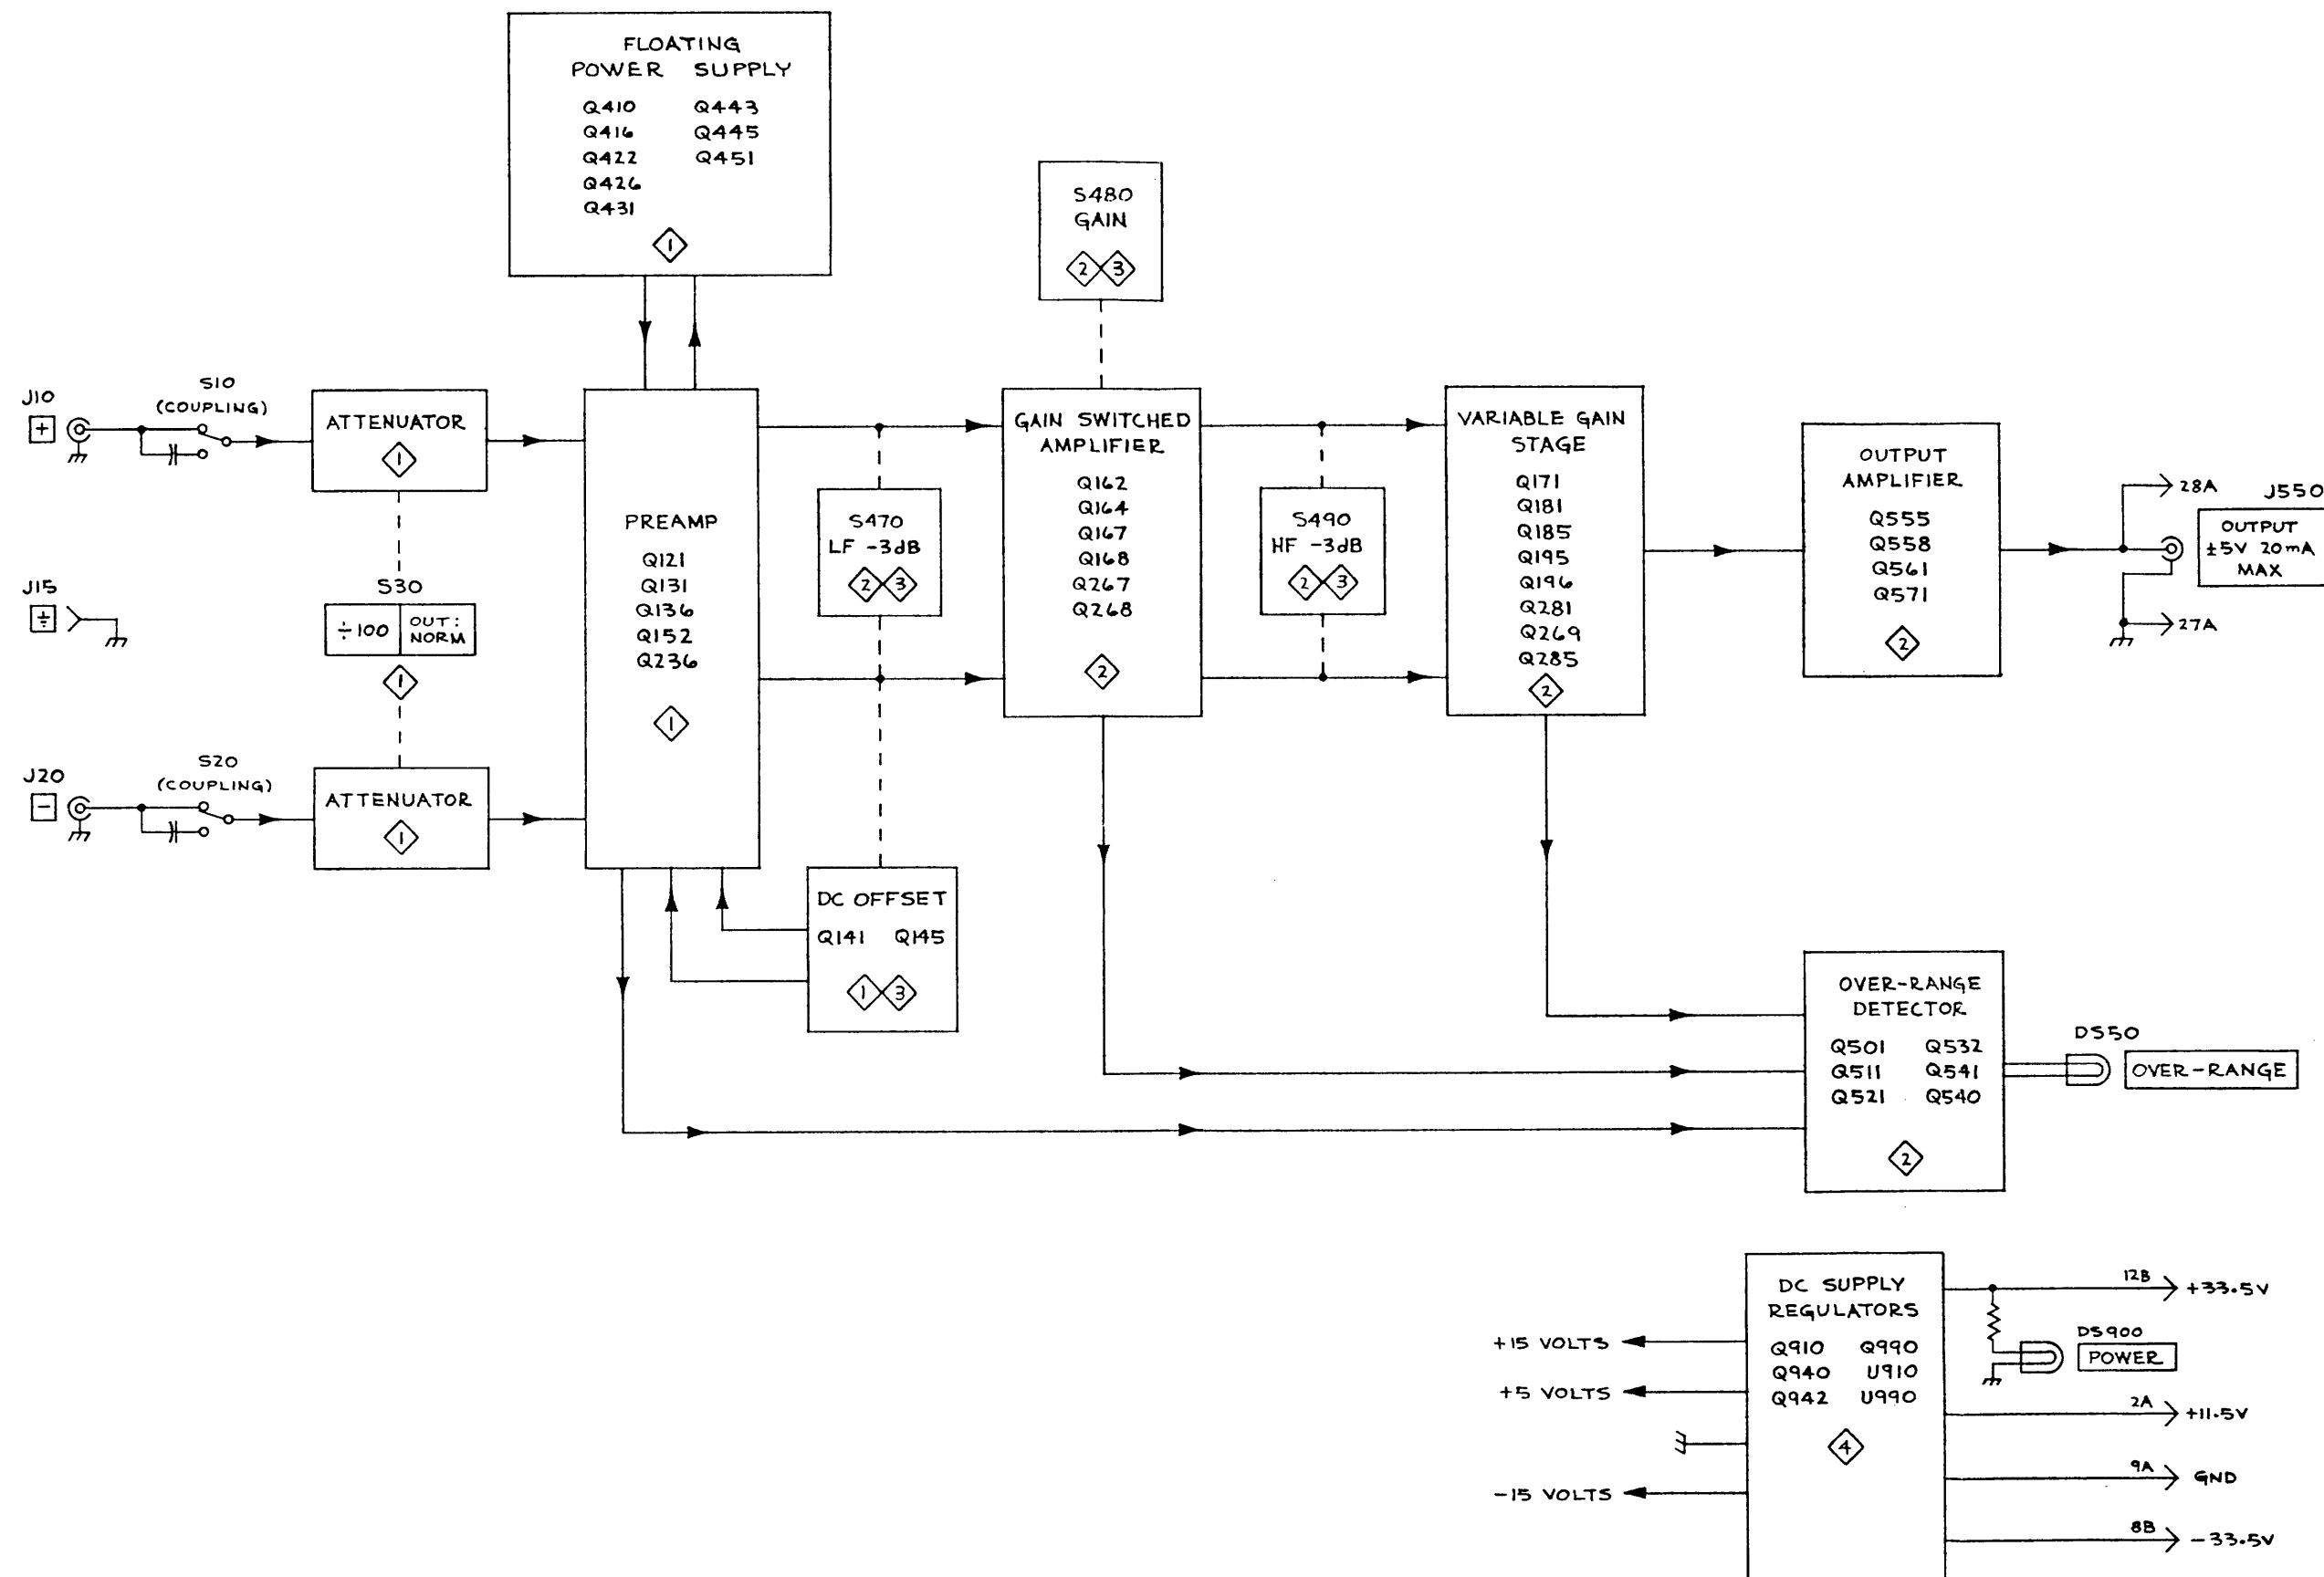 FLOATING
POWER SUPPLY
Q410 Q443
Q416 Q445
Q422 Q451
Q426
Q431
1
S480
GAIN
2 3
J10
+
S10
(COUPLING)
ATTENUATOR
1
J15
S30
÷100
OUT:
NORM
1
J20
-
S20
(COUPLING)
ATTENUATOR
1
PREAMP
Q121
Q131
Q136
Q152
Q236
1
S470
LF -3dB
2 3
DC OFFSET
Q141 Q145
1 3
GAIN SWITCHED
AMPLIFIER
Q162
Q164
Q167
Q168
Q267
Q268
2
S490
HF -3dB
2 3
VARIABLE GAIN
STAGE
Q171
Q181
Q185
Q195
Q196
Q281
Q269
Q285
2
OUTPUT
AMPLIFIER
Q555
Q558
Q561
Q571
2
28A
J550
OUTPUT
±5V 20mA
MAX
27A
OVER-RANGE
DETECTOR
Q501 Q532
Q511 Q541
Q521 Q540
2
DS50
OVER-RANGE
DC SUPPLY
REGULATORS
Q910 Q990
Q940 U910
Q942 U990
4
+15 VOLTS
+5 VOLTS
-15 VOLTS
12B
+33.5V
DS900
POWER
2A
+11.5V
9A
GND
8B
-33.5V